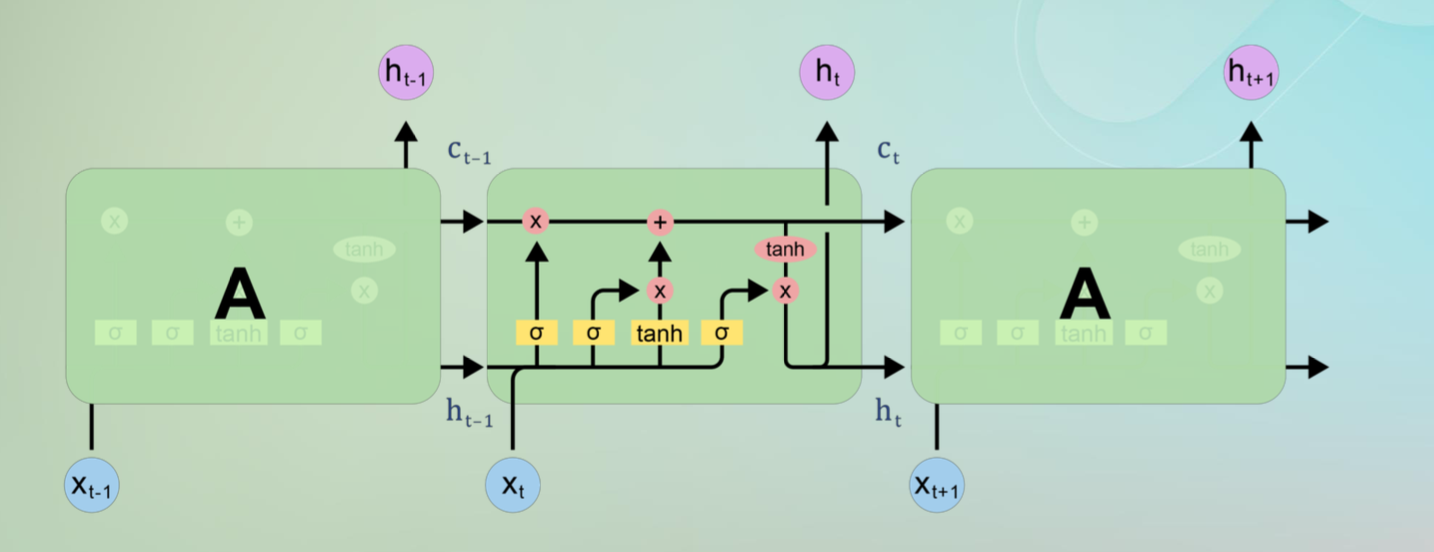 hₜ₋₁ hₜ hₜ₊₁
cₜ₋₁ cₜ
x + x + x +
tanh tanh tanh
A x x x A x
σ σ tanh σ σ σ tanh σ σ σ tanh σ
hₜ₋₁ hₜ
xₜ₋₁ xₜ xₜ₊₁